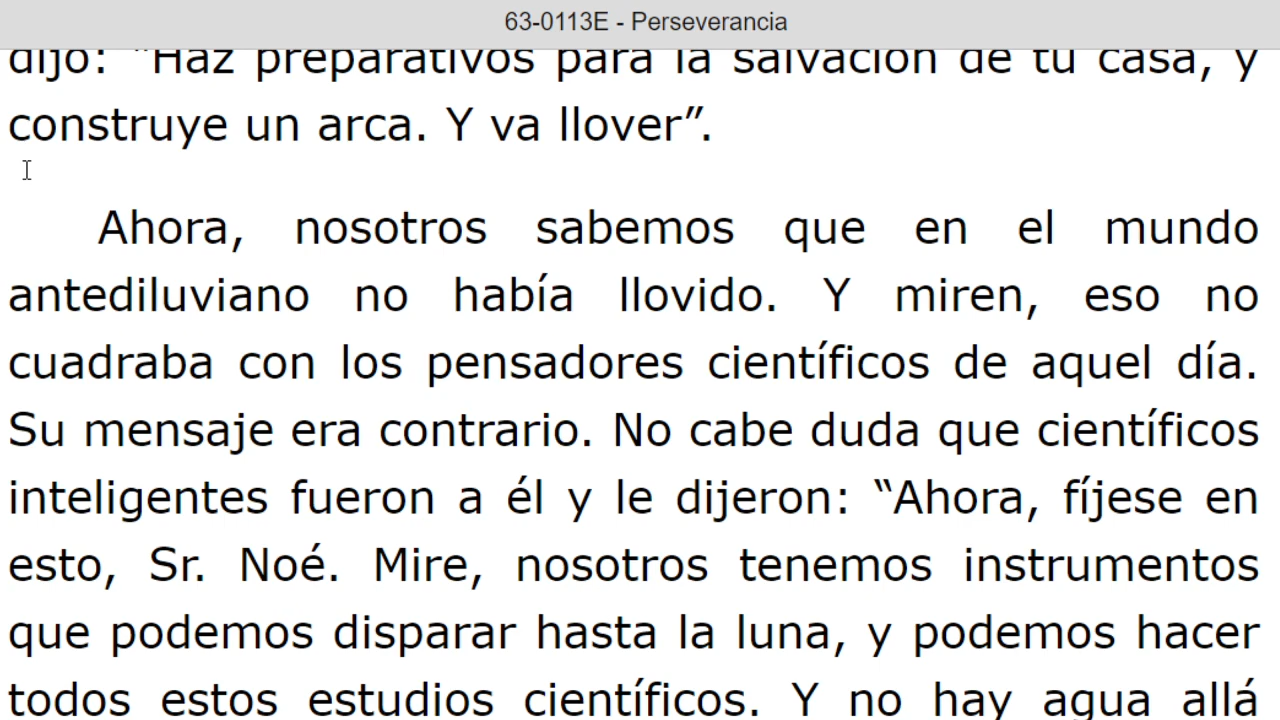 63-0113E - Perseverancia
dijo: “Haz preparativos para la salvación de tu casa, y
construye un arca. Y va llover”.
Ahora, nosotros sabemos que en el mundo
antediluviano no había llovido. Y miren, eso no
cuadraba con los pensadores científicos de aquel día.
Su mensaje era contrario. No cabe duda que científicos
inteligentes fueron a él y le dijeron: “Ahora, fíjese en
esto, Sr. Noé. Mire, nosotros tenemos instrumentos
que podemos disparar hasta la luna, y podemos hacer
todos estos estudios científicos. Y no hay agua allá